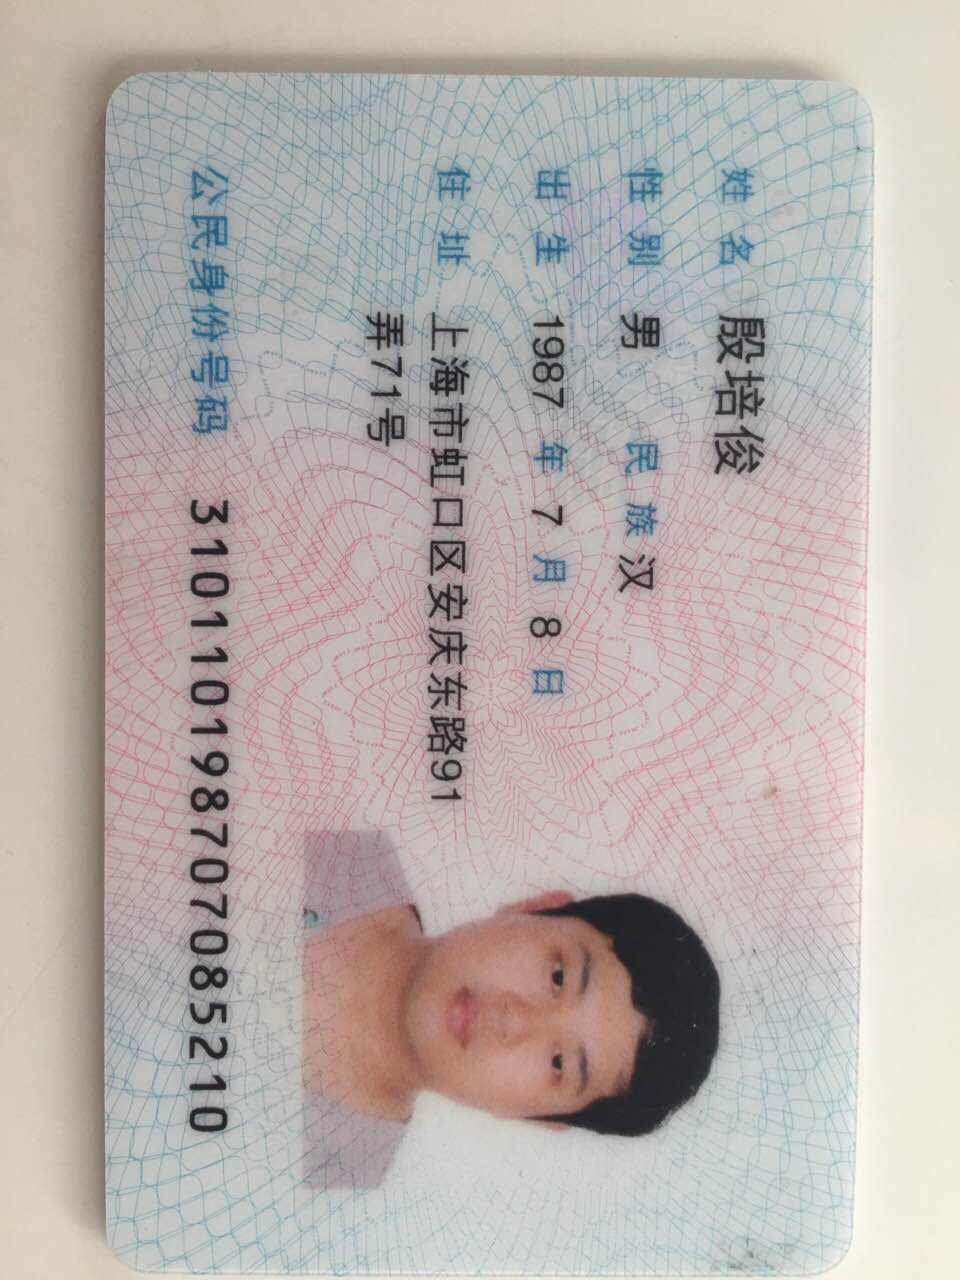 姓名 殷培俊
性别 男 民族 汉
出生 1987 年 7 月 8 日
住址 上海市虹口区安庆东路91
弄71号
公民身份号码 310110198707085210